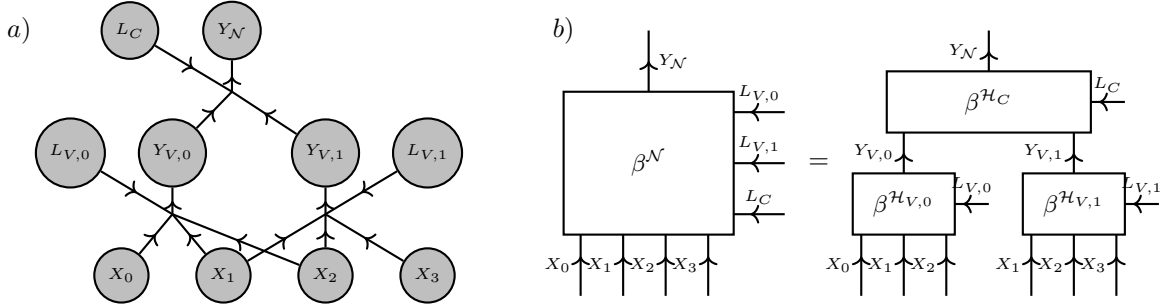 a)
L_C Y_𝒩
L_{V,0} Y_{V,0} Y_{V,1} L_{V,1}
X_0 X_1 X_2 X_3
b)
Y_𝒩
L_{V,0}
L_{V,1}
L_C
β^𝒩
X_0 X_1 X_2 X_3
=
Y_𝒩
β^{ℋ_C}
L_C
Y_{V,0} Y_{V,1}
β^{ℋ_{V,0}} L_{V,0} β^{ℋ_{V,1}} L_{V,1}
X_0 X_1 X_2 X_1 X_2 X_3